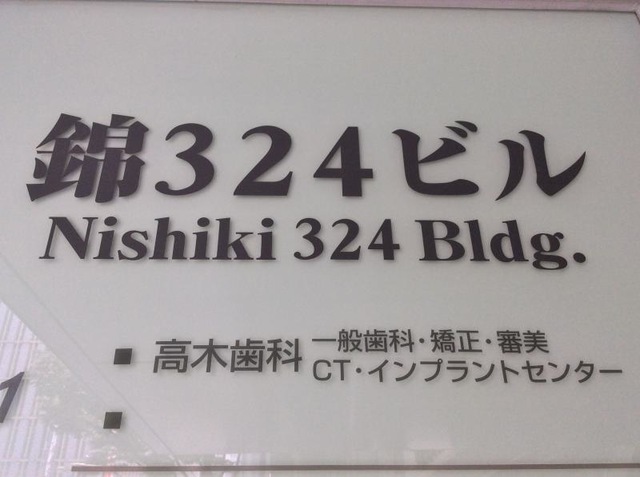 錦324ビル
Nishiki 324 Bldg.
■ 高木歯科 一般歯科・矯正・審美
CT・インプラントセンター
1
■